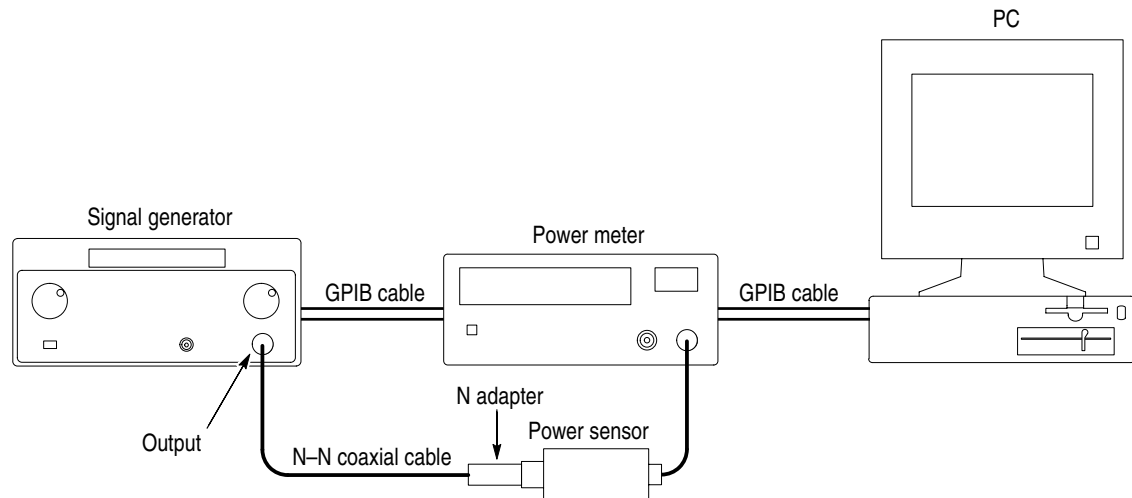 PC
Signal generator
Power meter
GPIB cable
GPIB cable
N adapter
Output
Power sensor
N–N coaxial cable